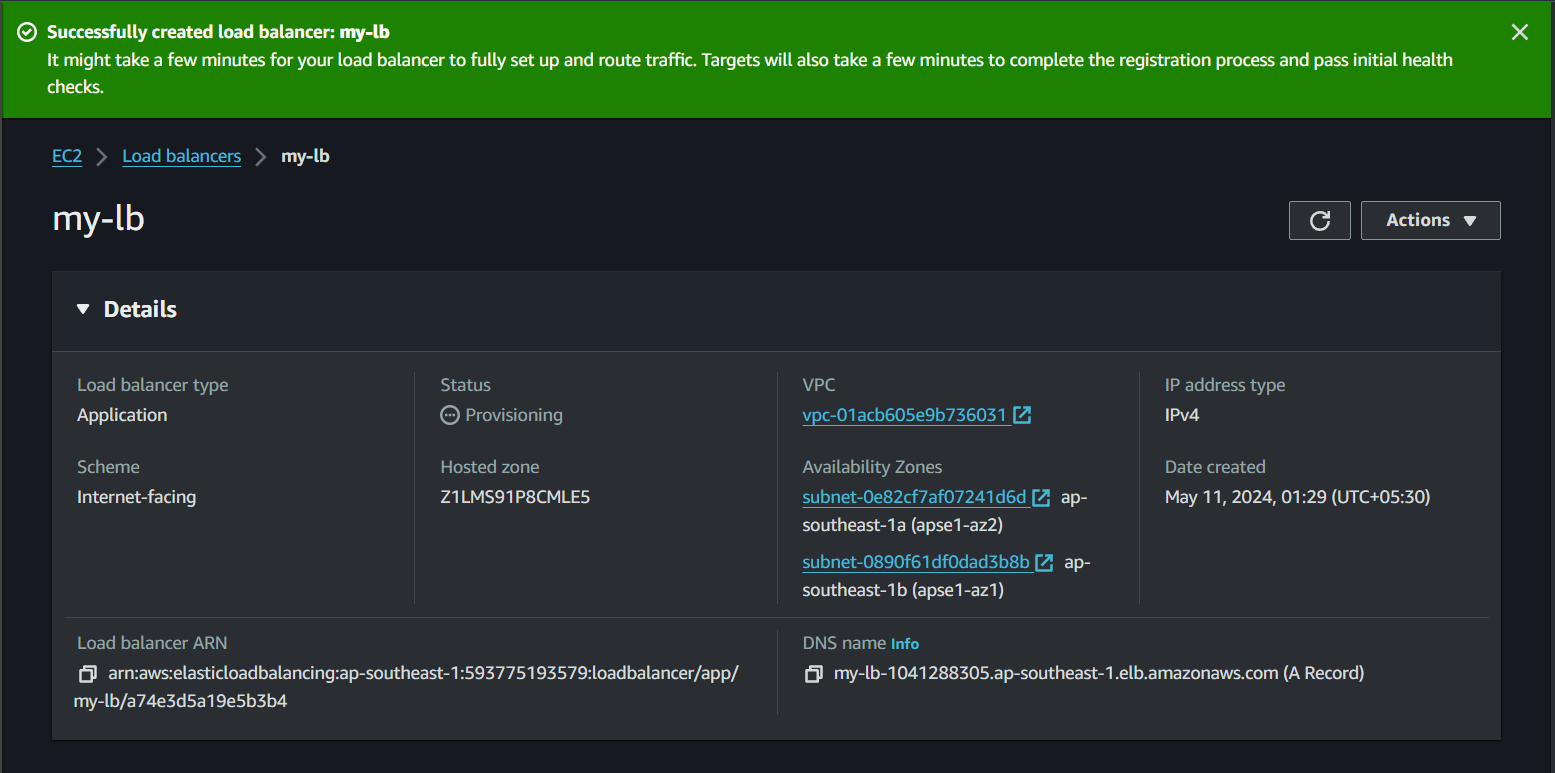 Successfully created load balancer: my-lb
It might take a few minutes for your load balancer to fully set up and route traffic. Targets will also take a few minutes to complete the registration process and pass initial health
checks.
EC2 > Load balancers > my-lb
my-lb
Actions
Details
Load balancer type
Application
Scheme
Internet-facing
Status
Provisioning
Hosted zone
Z1LMS91P8CMLE5
VPC
vpc-01acb605e9b736031
Availability Zones
subnet-0e82cf7af07241d6d ap-
southeast-1a (apse1-az2)
subnet-0890f61df0dad3b8b ap-
southeast-1b (apse1-az1)
IP address type
IPv4
Date created
May 11, 2024, 01:29 (UTC+05:30)
Load balancer ARN
arn:aws:elasticloadbalancing:ap-southeast-1:593775193579:loadbalancer/app/
my-lb/a74e3d5a19e5b3b4
DNS name Info
my-lb-1041288305.ap-southeast-1.elb.amazonaws.com (A Record)